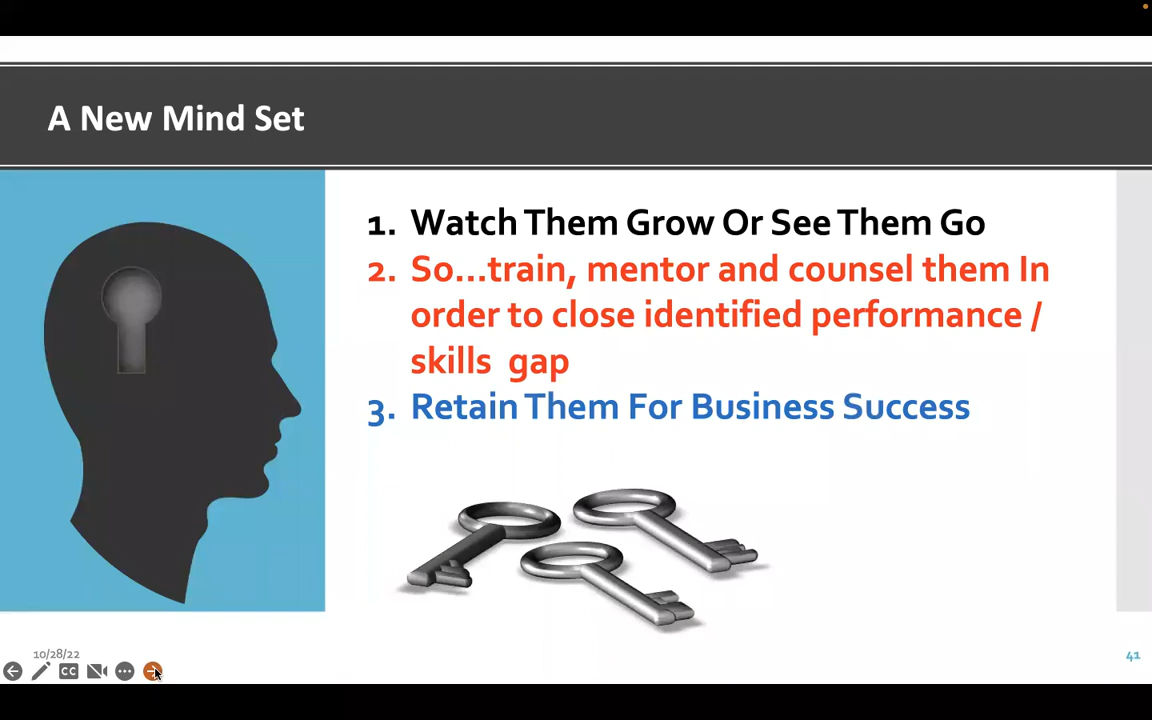 A New Mind Set
1. Watch Them Grow Or See Them Go
2. So...train, mentor and counsel them In
order to close identified performance /
skills gap
3. Retain Them For Business Success
10/28/22
CC
41